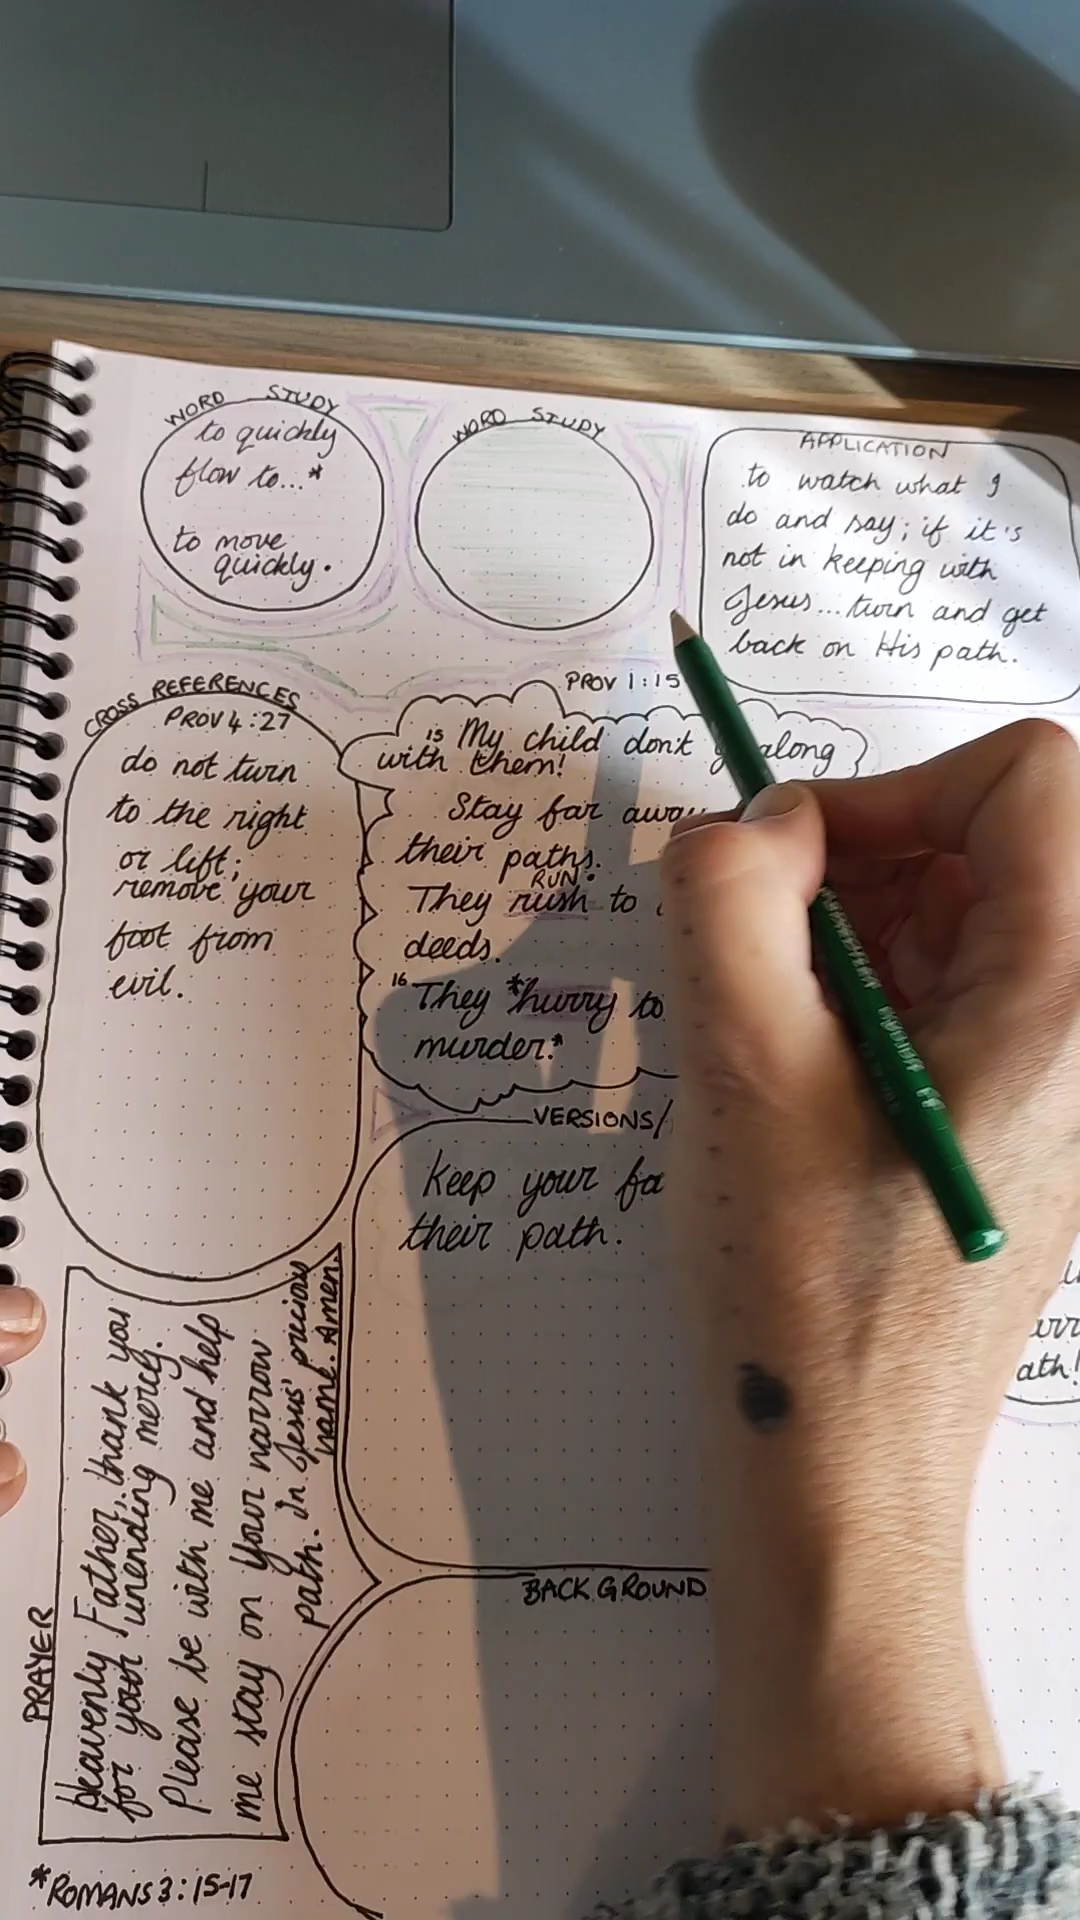 WORD STUDY
to quickly
flow to...*
to move
quickly.
WORD STUDY
APPLICATION
to watch what I
do and say; if it's
not in keeping with
Jesus... turn and get
back on His path.
CROSS REFERENCES
PROV 4:27
do not turn
to the right
or left;
remove your
foot from
evil.
PROV 1:15
15 My child don't along
with them!
Stay far away
their paths.
RUN.
They rush to
deeds.
16 They *hurry to
murder.*
VERSIONS/
Keep your
their path.
BACKGROUND
PRAYER
heavenly Father, thank you
for your unending mercy.
Please be with me and help
me stay on your narrow
path. In Jesus' precious
name. Amen.
*ROMANS 3:15-17